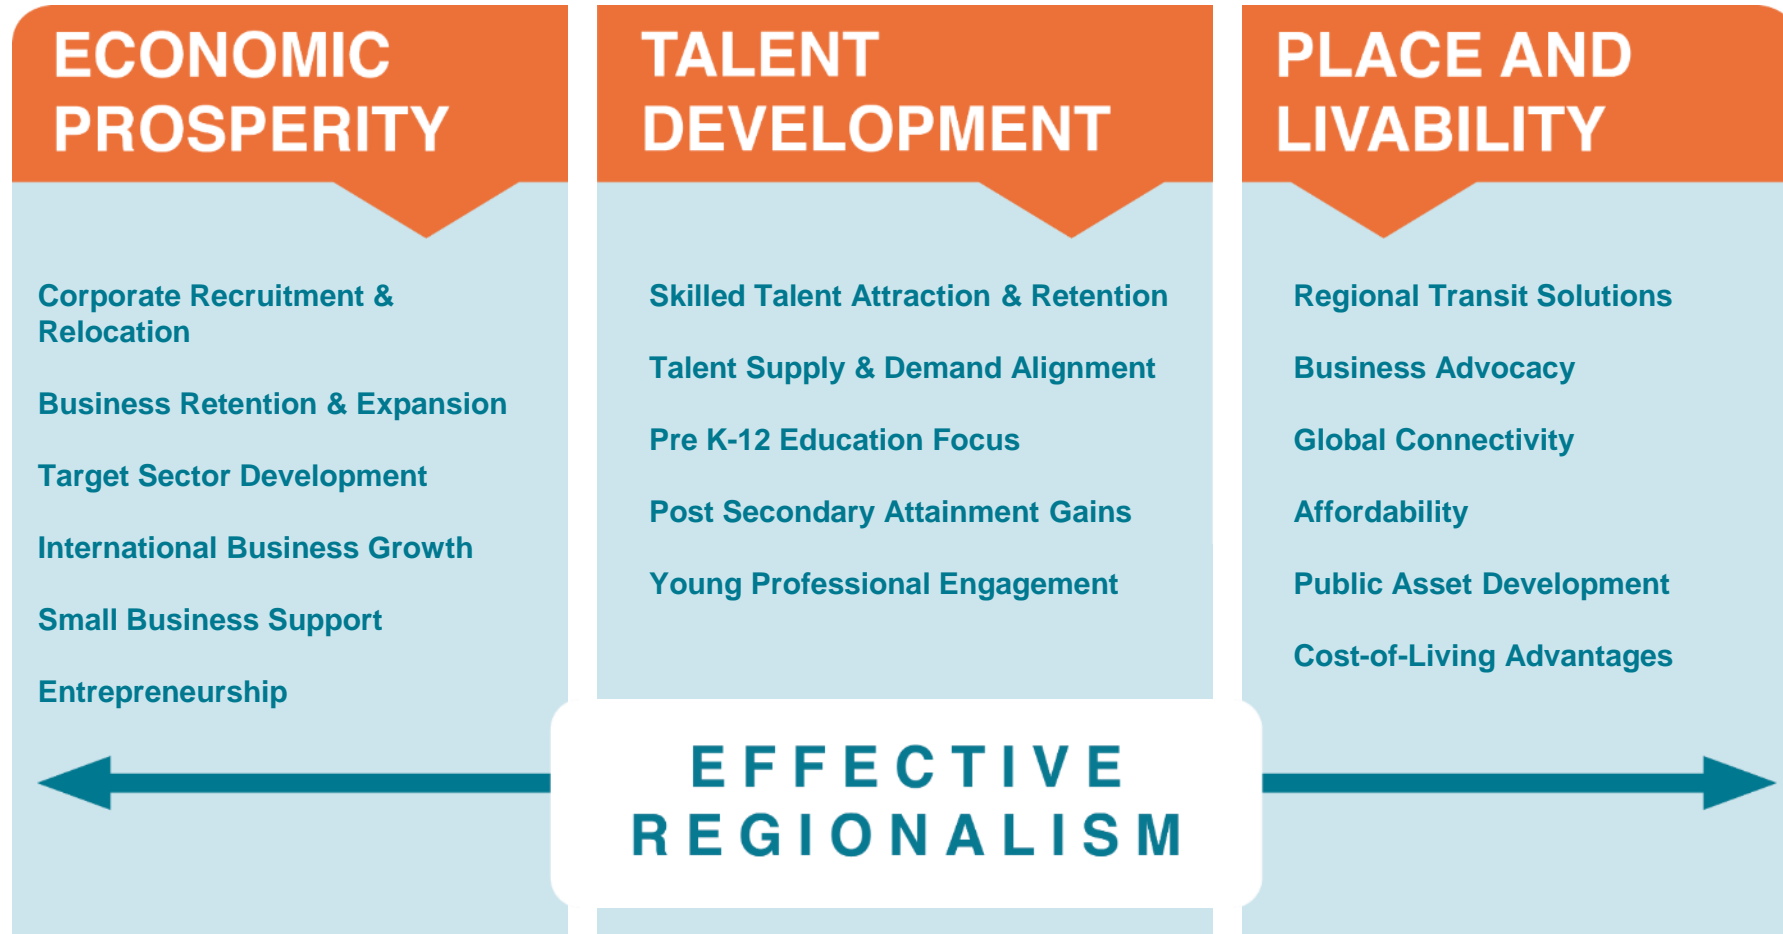 ECONOMIC
PROSPERITY
Corporate Recruitment &
Relocation
Business Retention & Expansion
Target Sector Development
International Business Growth
Small Business Support
Entrepreneurship
TALENT
DEVELOPMENT
Skilled Talent Attraction & Retention
Talent Supply & Demand Alignment
Pre K-12 Education Focus
Post Secondary Attainment Gains
Young Professional Engagement
PLACE AND
LIVABILITY
Regional Transit Solutions
Business Advocacy
Global Connectivity
Affordability
Public Asset Development
Cost-of-Living Advantages
EFFECTIVE
REGIONALISM